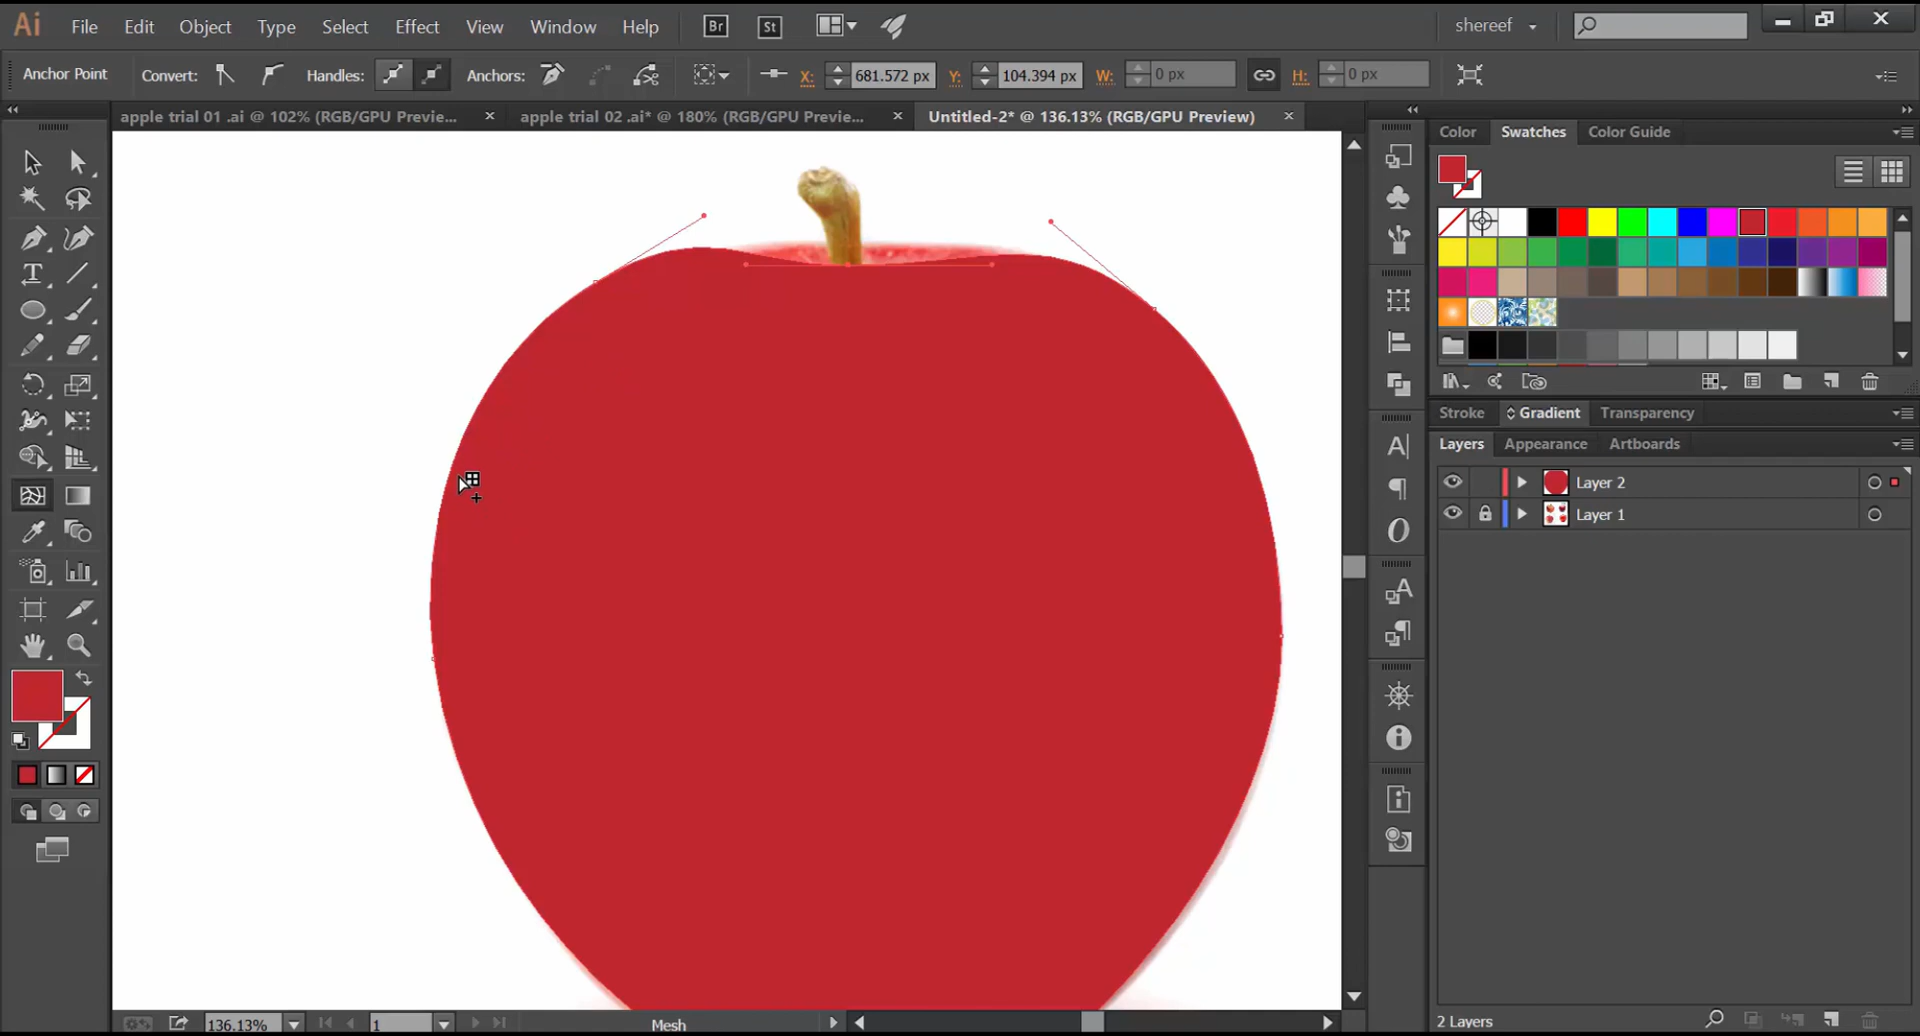 Ai File Edit Object Type Select Effect View Window Help Br St shereef
Anchor Point Convert: Handles: Anchors: X: 681.572 px Y: 104.394 px W: 0 px H: 0 px
apple trial 01 .ai @ 102% (RGB/GPU Previe... apple trial 02 .ai* @ 180% (RGB/GPU Previe... Untitled-2* @ 136.13% (RGB/GPU Preview)
Color Swatches Color Guide
Stroke Gradient Transparency
Layers Appearance Artboards
Layer 2
Layer 1
136.13% 1 Mesh 2 Layers